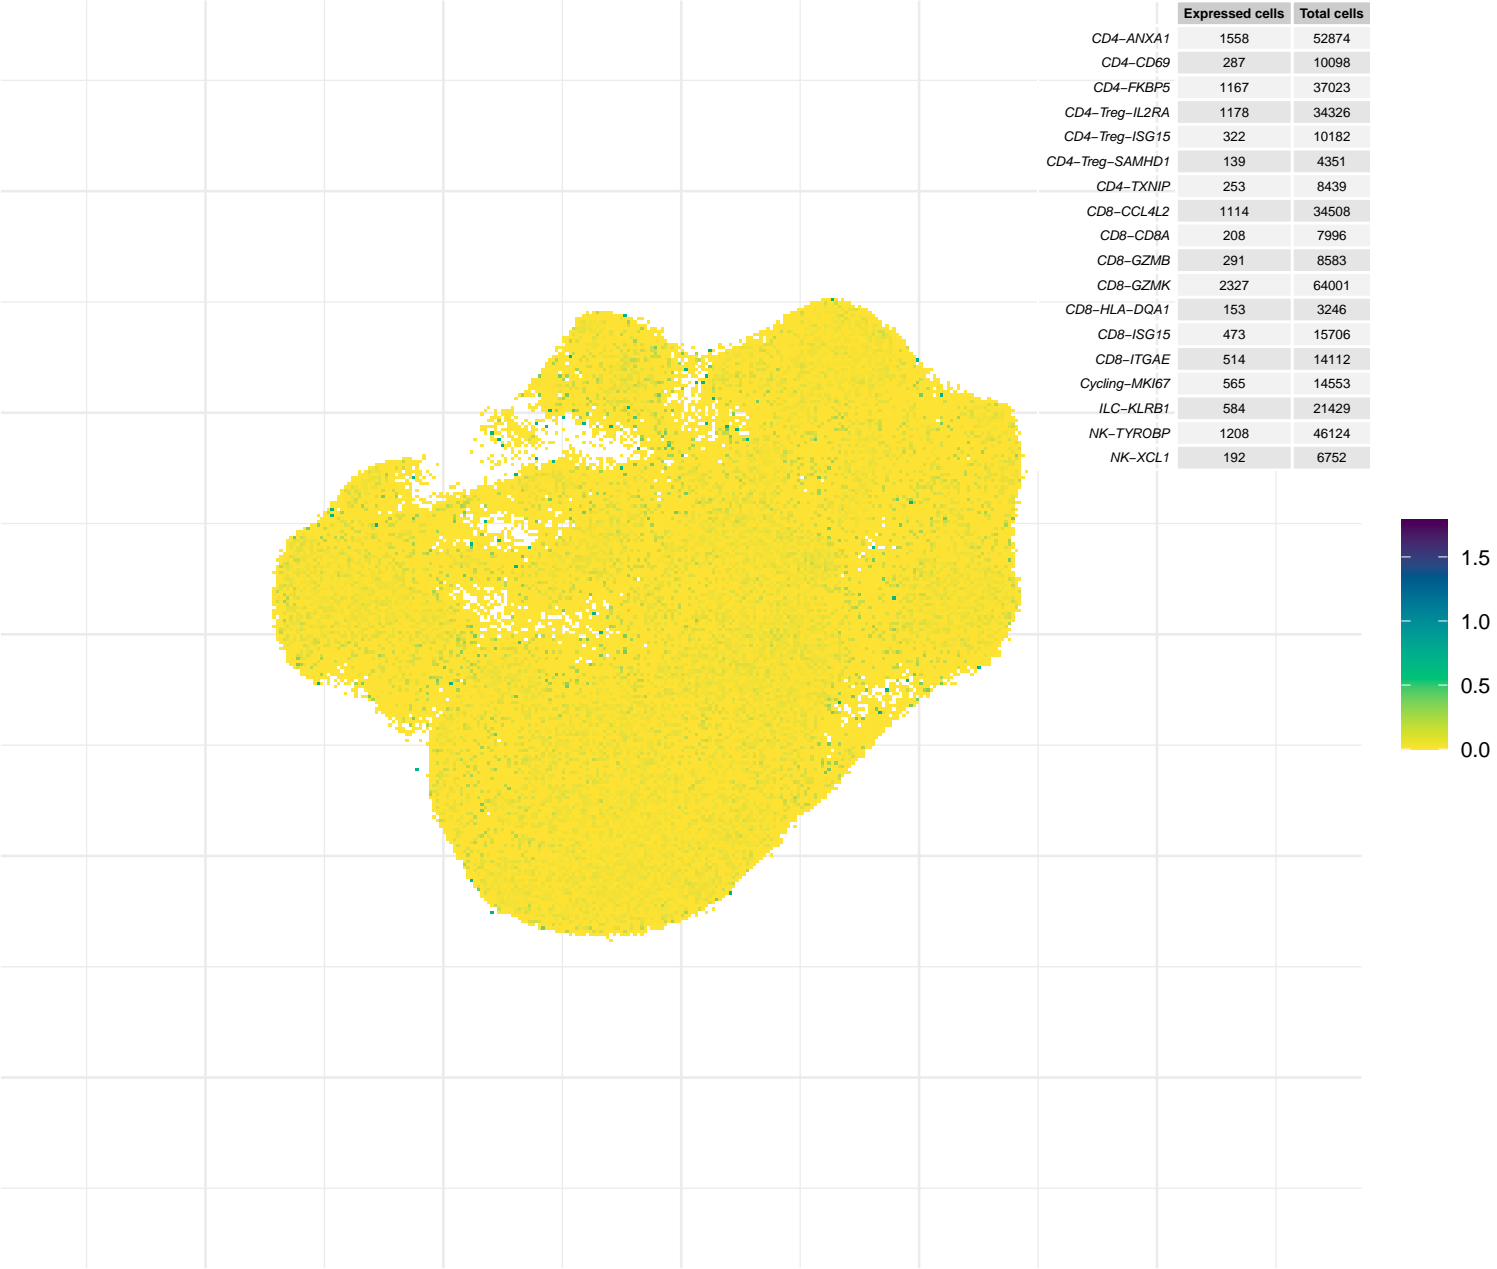 Expressed cells Total cells
CD4−ANXA1 1558 52874
CD4−CD69 287 10098
CD4−FKBP5 1167 37023
CD4−Treg−IL2RA 1178 34326
CD4−Treg−ISG15 322 10182
CD4−Treg−SAMHD1 139 4351
CD4−TXNIP 253 8439
CD8−CCL4L2 1114 34508
CD8−CD8A 208 7996
CD8−GZMB 291 8583
CD8−GZMK 2327 64001
CD8−HLA−DQA1 153 3246
CD8−ISG15 473 15706
CD8−ITGAE 514 14112
Cycling−MKI67 565 14553
ILC−KLRB1 584 21429
NK−TYROBP 1208 46124
NK−XCL1 192 6752
1.5
1.0
0.5
0.0